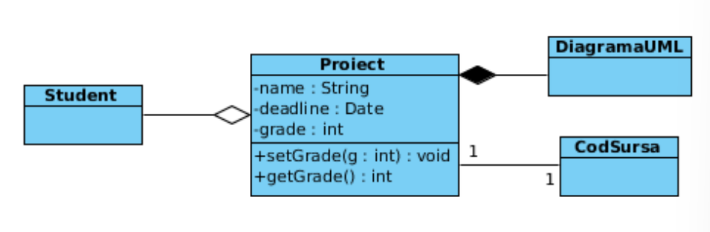 Student
Proiect
-name : String
-deadline : Date
-grade : int
+setGrade(g : int) : void
+getGrade() : int
DiagramaUML
1
1
CodSursa